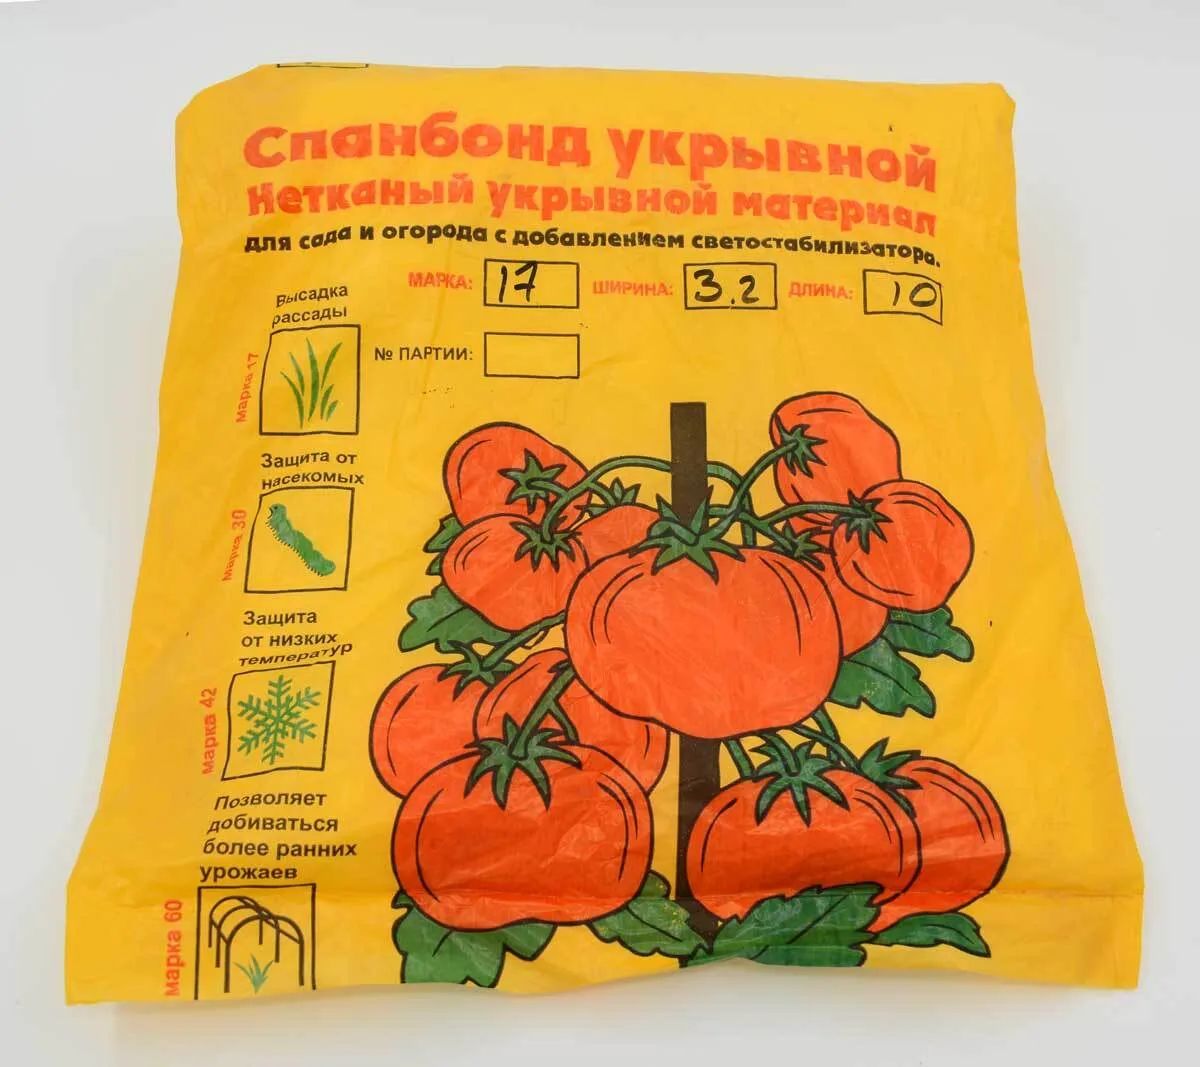 Спанбонд укрывной
Нетканый укрывной материал
для сада и огорода с добавлением светостабилизатора.
МАРКА: 17 ШИРИНА: 3.2 ДЛИНА: 10
№ ПАРТИИ:
Высадка
рассады
Марка 17
Защита от
насекомых
Марка 30
Защита
от низких
температур
марка 42
Позволяет
добиваться
более ранних
урожаев
марка 60